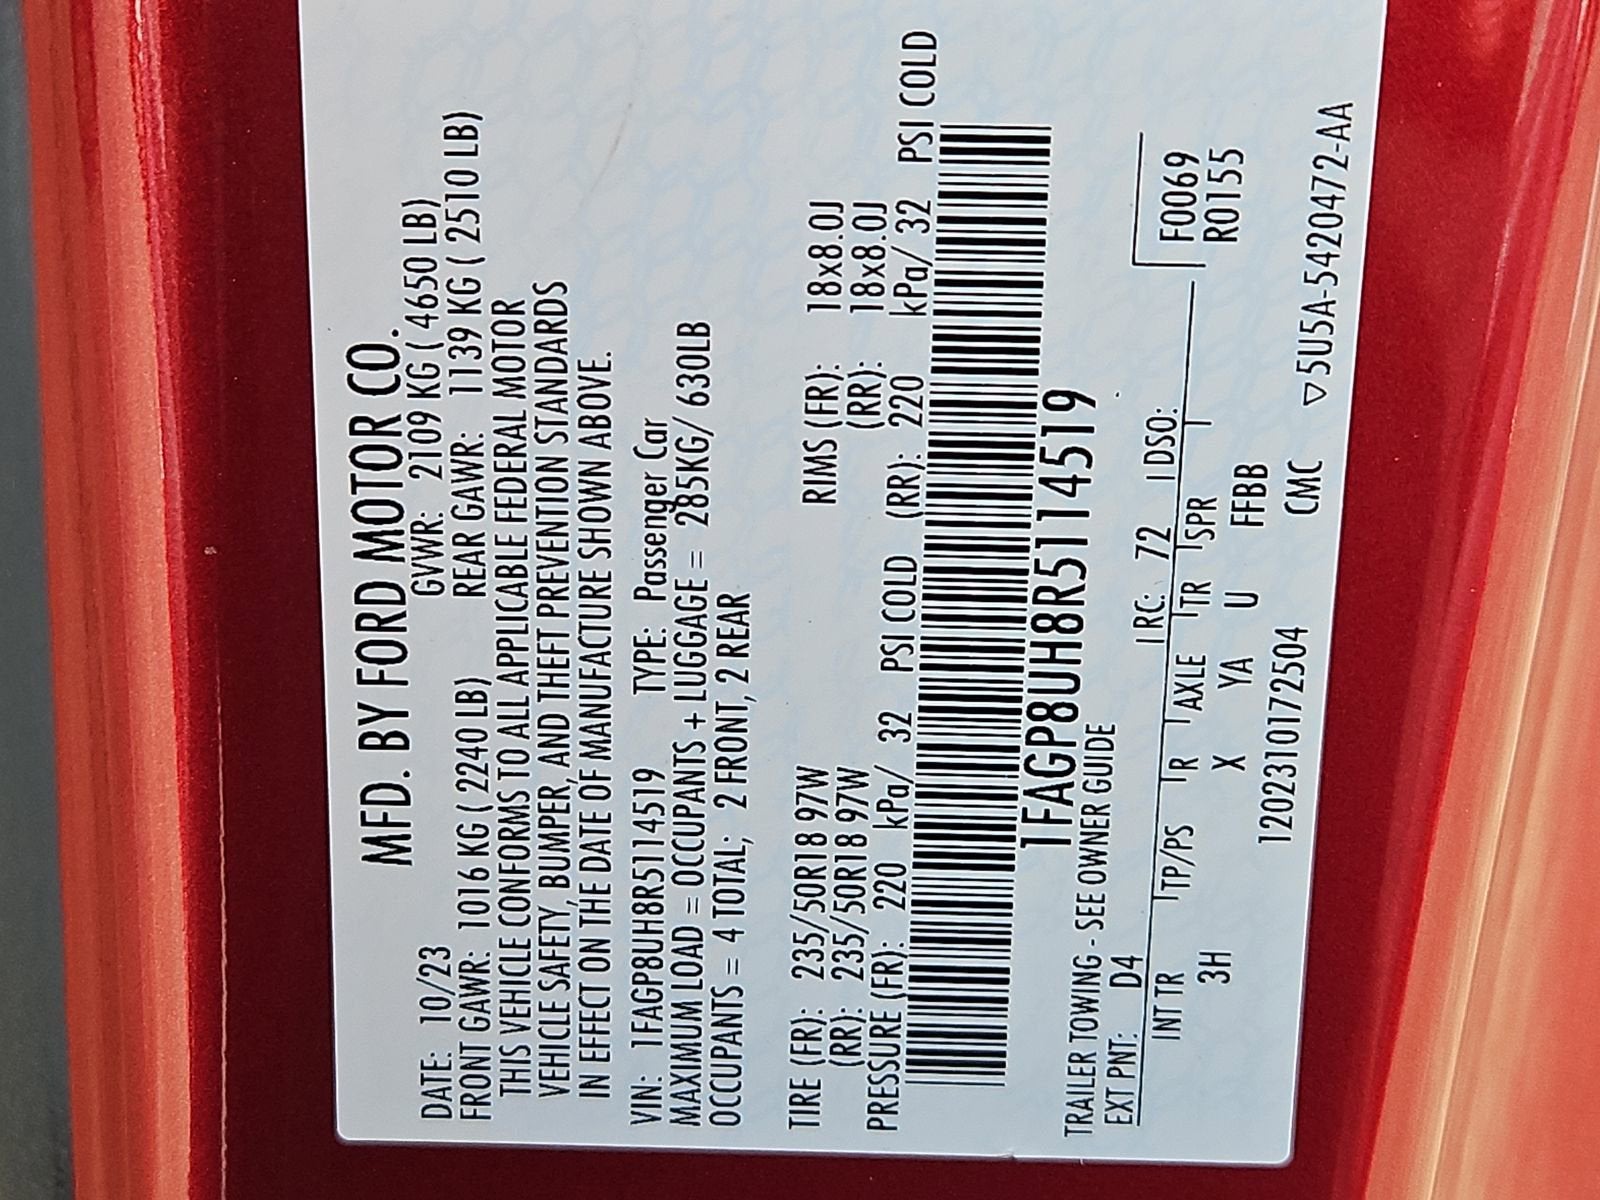 MFD. BY FORD MOTOR CO.
DATE: 10/23 GVWR: 2109 KG ( 4650 LB)
FRONT GAWR: 1016 KG ( 2240 LB) REAR GAWR: 1139 KG ( 2510 LB)
THIS VEHICLE CONFORMS TO ALL APPLICABLE FEDERAL MOTOR
VEHICLE SAFETY, BUMPER, AND THEFT PREVENTION STANDARDS
IN EFFECT ON THE DATE OF MANUFACTURE SHOWN ABOVE.
VIN: 1FAGP8UH8R5114519 TYPE: Passenger Car
MAXIMUM LOAD = OCCUPANTS + LUGGAGE = 285KG/ 630LB
OCCUPANTS = 4 TOTAL; 2 FRONT, 2 REAR
TIRE (FR): 235/50R18 97W RIMS (FR): 18x8.0J
(RR): 235/50R18 97W (RR): 18x8.0J
PRESSURE (FR): 220 kPa/ 32 PSI COLD (RR): 220 kPa/ 32 PSI COLD
1FAGP8UH8R5114519
TRAILER TOWING - SEE OWNER GUIDE
EXT PNT: D4 RC: 72 DSO:
INT TR TP/PS R AXLE TR SPR
3H X YA U FFBB
F0069
R0155
12023101172504 CMC ▽5U5A-5420472-AA